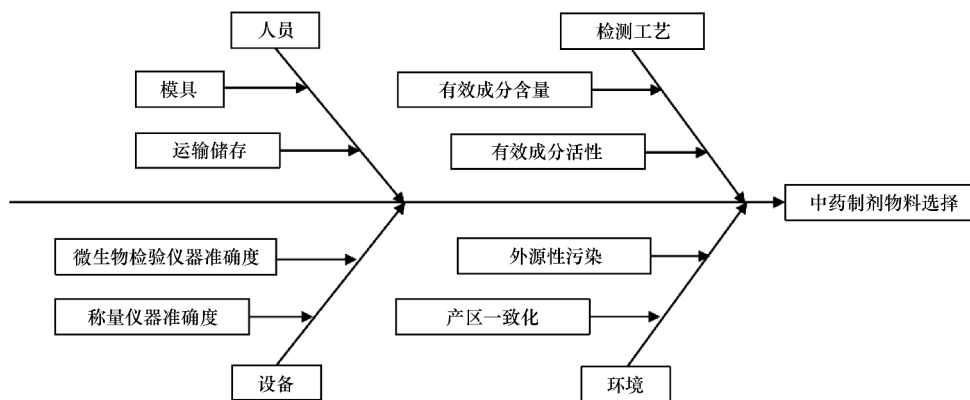 人员
检测工艺
模具
有效成分含量
运输储存
有效成分活性
中药制剂物料选择
微生物检验仪器准确度
外源性污染
称量仪器准确度
产区一致化
设备
环境